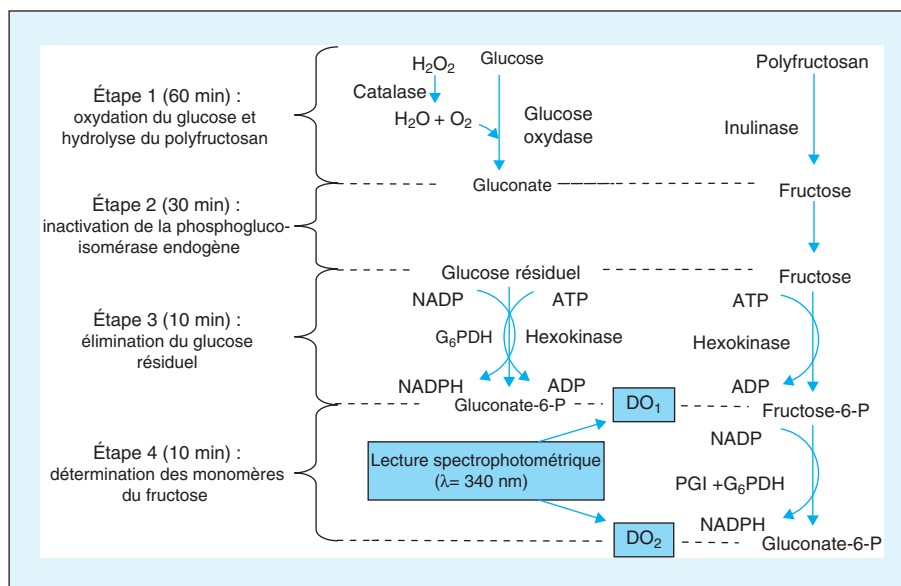 Étape 1 (60 min) :
oxydation du glucose et
hydrolyse du polyfructosan
H₂O₂
Catalase
H₂O + O₂
Glucose
Glucose
oxydase
Polyfructosan
Inulinase
Gluconate
Fructose
Étape 2 (30 min) :
inactivation de la phosphogluco-
isomérase endogène
Glucose résiduel
Fructose
Étape 3 (10 min) :
élimination du glucose
résiduel
NADP
ATP
G₆PDH
Hexokinase
NADPH
ADP
Gluconate-6-P
ATP
Hexokinase
ADP
DO₁
Fructose-6-P
Étape 4 (10 min) :
détermination des monomères
du fructose
Lecture spectrophotométrique
(λ= 340 nm)
NADP
PGI +G₆PDH
NADPH
DO₂
Gluconate-6-P